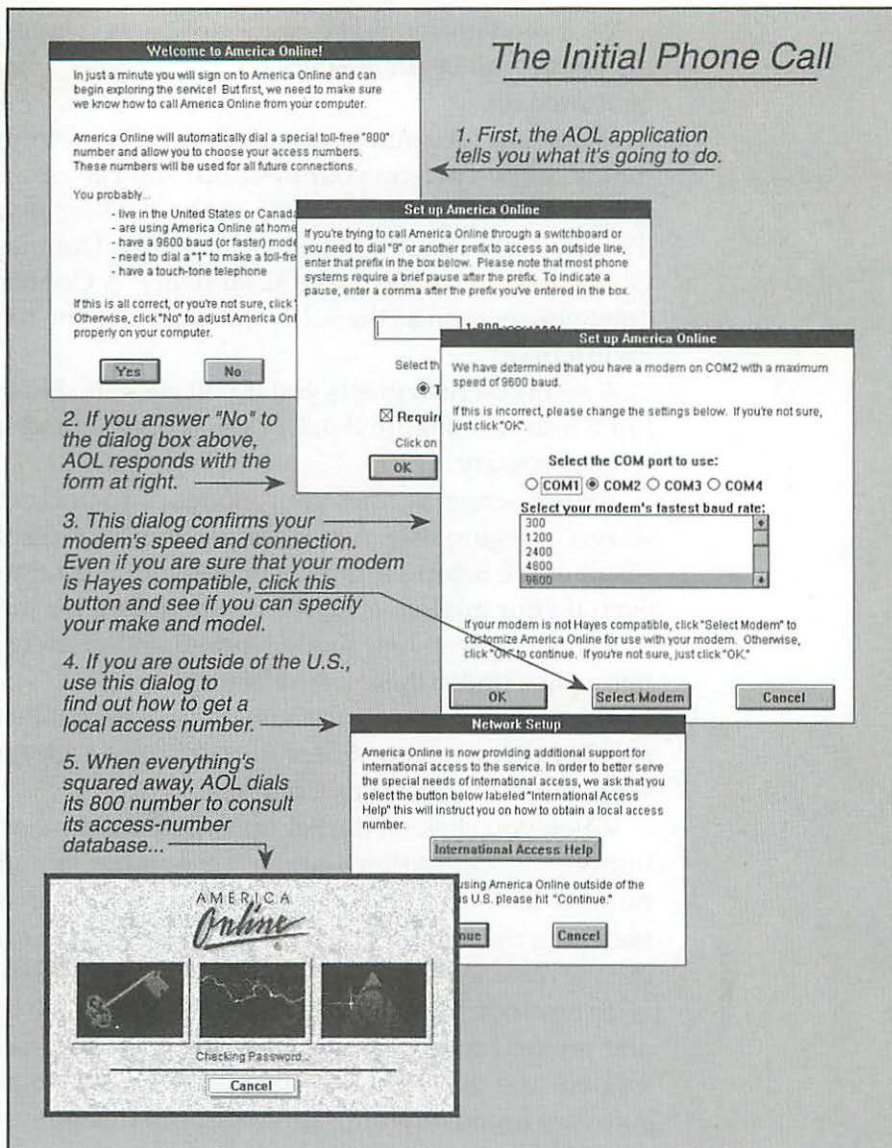 The Initial Phone Call
Welcome to America Online!
In just a minute you will sign on to America Online and can
begin exploring the service! But first, we need to make sure
we know how to call America Online from your computer.
America Online will automatically dial a special toll-free "800"
number and allow you to choose your access numbers.
These numbers will be used for all future connections.
You probably...
- live in the United States or Canada
- are using America Online at home
- have a 9600 baud (or faster) mode
- need to dial a "1" to make a toll-fre
- have a touch-tone telephone
If this is all correct, or you're not sure, click "
Otherwise, click "No" to adjust America Onl
properly on your computer.
Yes No
1. First, the AOL application
tells you what it's going to do.
Set up America Online
If you're trying to call America Online through a switchboard or
you need to dial "9" or another prefix to access an outside line,
enter that prefix in the box below. Please note that most phone
systems require a brief pause after the prefix. To indicate a
pause, enter a comma after the prefix you've entered in the box.
Select th
T
Requir
Click on
OK
2. If you answer "No" to
the dialog box above,
AOL responds with the
form at right.
Set up America Online
We have determined that you have a modem on COM2 with a maximum
speed of 9600 baud.
If this is incorrect, please change the settings below. If you're not sure,
just click "OK".
Select the COM port to use:
COM1 COM2 COM3 COM4
Select your modem's fastest baud rate:
300
1200
2400
4800
9600
If your modem is not Hayes compatible, click "Select Modem" to
customize America Online for use with your modem. Otherwise,
click "OK" to continue. If you're not sure, just click "OK."
OK Select Modem Cancel
3. This dialog confirms your
modem's speed and connection.
Even if you are sure that your modem
is Hayes compatible, click this
button and see if you can specify
your make and model.
4. If you are outside of the U.S.,
use this dialog to
find out how to get a
local access number.
Network Setup
America Online is now providing additional support for
international access to the service. In order to better serve
the special needs of international access, we ask that you
select the button below labeled "International Access
Help" this will instruct you on how to obtain a local access
number.
International Access Help
using America Online outside of the
s U.S. please hit "Continue."
nue Cancel
5. When everything's
squared away, AOL dials
its 800 number to consult
its access-number
database...
AMERICA
Online
Checking Password...
Cancel